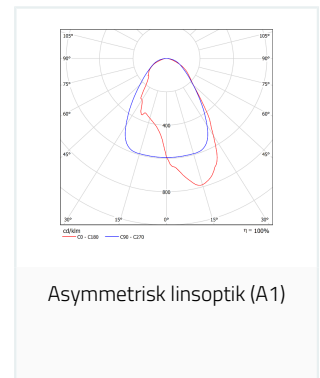 105° 105°
90° 90°
75° 75°
60° 60°
400
45° 45°
800
30° 15° 0° 15° 30°
cd/klm η = 100%
C0 - C180 C90 - C270
Asymmetrisk linsoptik (A1)